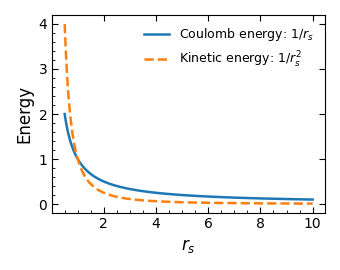 Coulomb energy: 1/r_s
Kinetic energy: 1/r_s^2
Energy
4
3
2
1
0
2 4 6 8 10
r_s